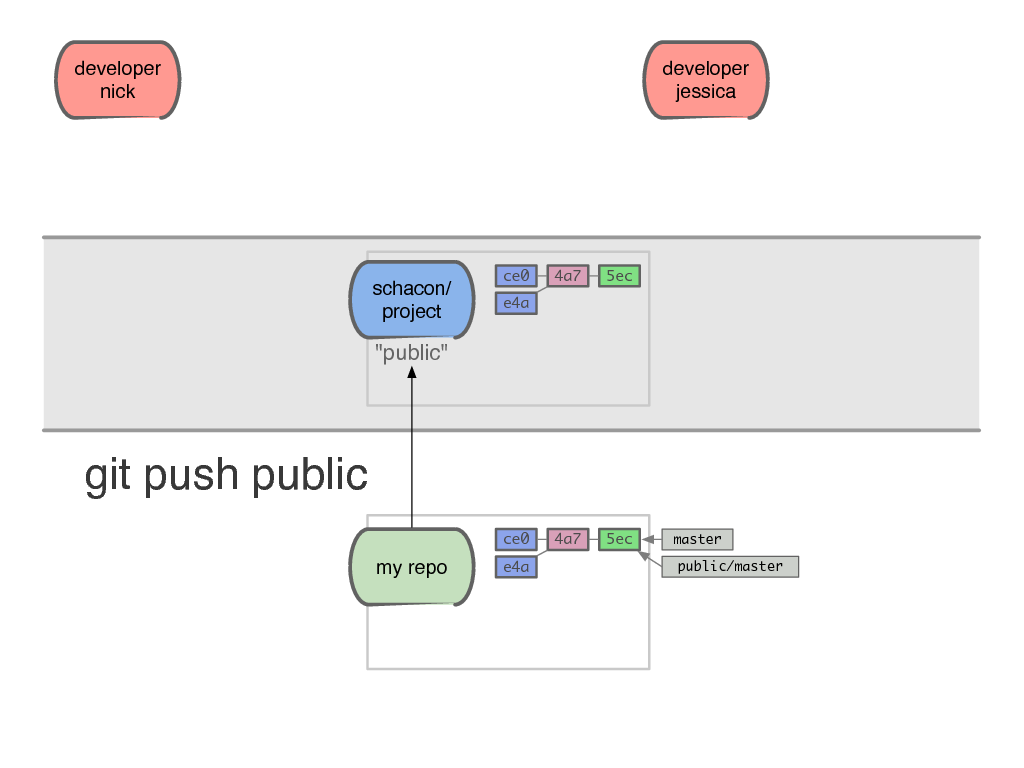 developer
nick
developer
jessica
schacon/
project
"public"
ce0
4a7
5ec
e4a
git push public
my repo
ce0
4a7
5ec
e4a
master
public/master